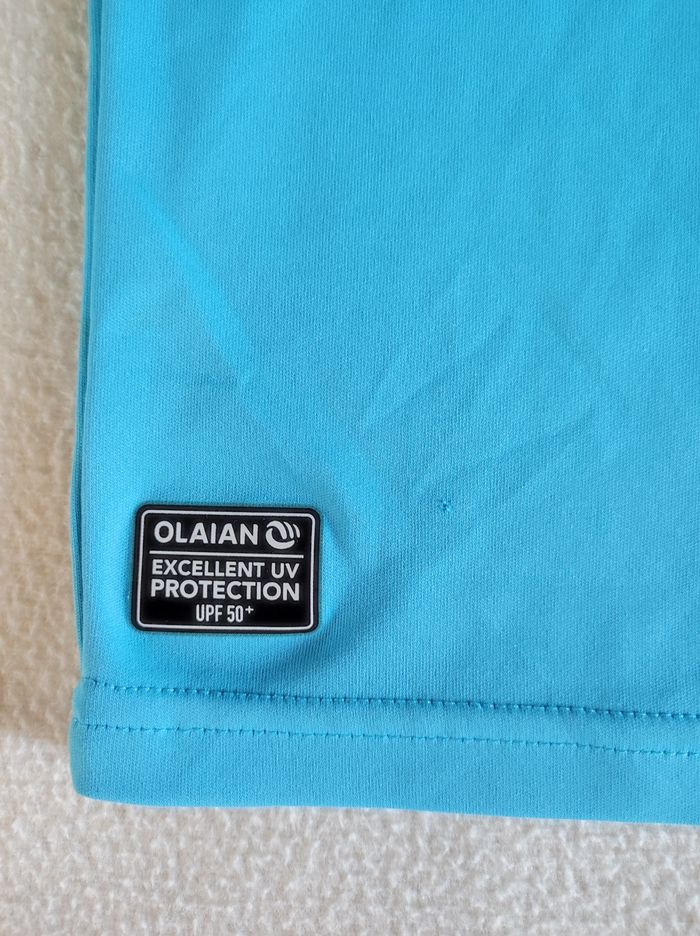 OLAIAN
EXCELLENT UV
PROTECTION
UPF 50+